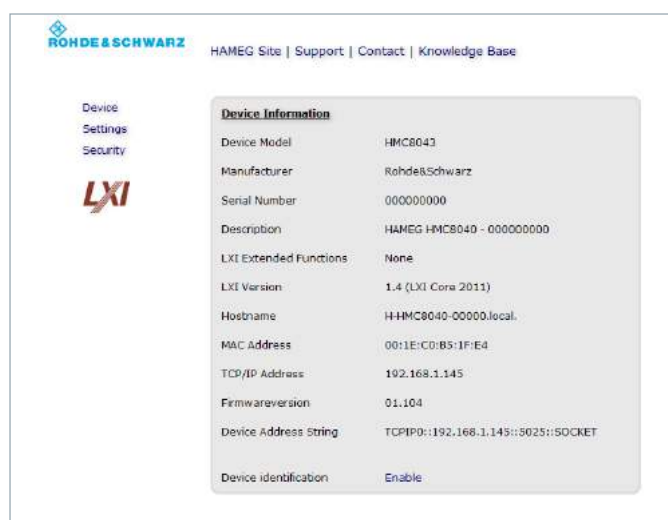 ROHDE&SCHWARZ
HAMEG Site | Support | Contact | Knowledge Base
Device
Settings
Security
LXI
Device Information
Device Model HMC8043
Manufacturer Rohde&Schwarz
Serial Number 000000000
Description HAMEG HMC8040 - 000000000
LXI Extended Functions None
LXI Version 1.4 (LXI Core 2011)
Hostname H-HMC8040-00000.local.
MAC Address 00:1E:C0:B5:1F:E4
TCP/IP Address 192.168.1.145
Firmwareversion 01.104
Device Address String TCPIP0::192.168.1.145::5025::SOCKET
Device identification Enable